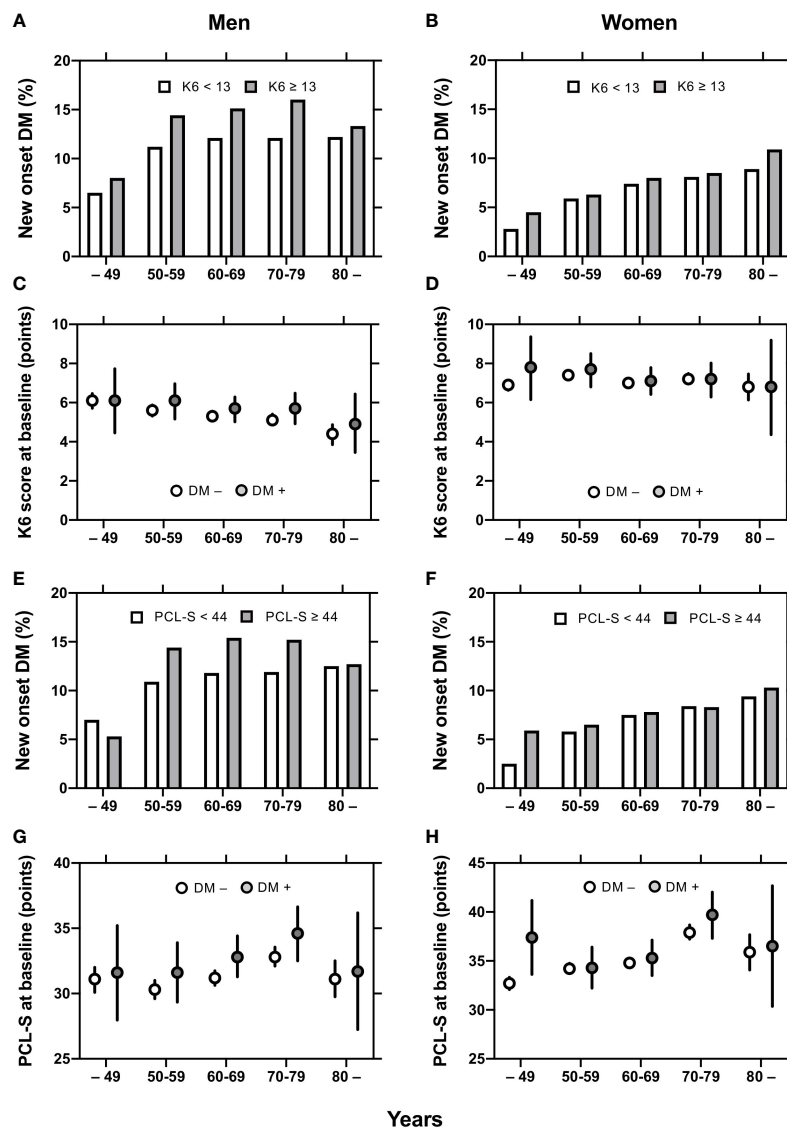 A
Men
B
Women
New onset DM (%)
20
15
10
5
0
K6 < 13
K6 ≥ 13
– 49
50-59
60-69
70-79
80 –
New onset DM (%)
20
15
10
5
0
K6 < 13
K6 ≥ 13
– 49
50-59
60-69
70-79
80 –
C
K6 score at baseline (points)
10
8
6
4
2
0
DM –
DM +
– 49
50-59
60-69
70-79
80 –
D
K6 score at baseline (points)
10
8
6
4
2
0
DM –
DM +
– 49
50-59
60-69
70-79
80 –
E
New onset DM (%)
20
15
10
5
0
PCL-S < 44
PCL-S ≥ 44
– 49
50-59
60-69
70-79
80 –
F
New onset DM (%)
20
15
10
5
0
PCL-S < 44
PCL-S ≥ 44
– 49
50-59
60-69
70-79
80 –
G
PCL-S at baseline (points)
40
35
30
25
DM –
DM +
– 49
50-59
60-69
70-79
80 –
H
PCL-S at baseline (points)
45
40
35
30
25
DM –
DM +
– 49
50-59
60-69
70-79
80 –
Years